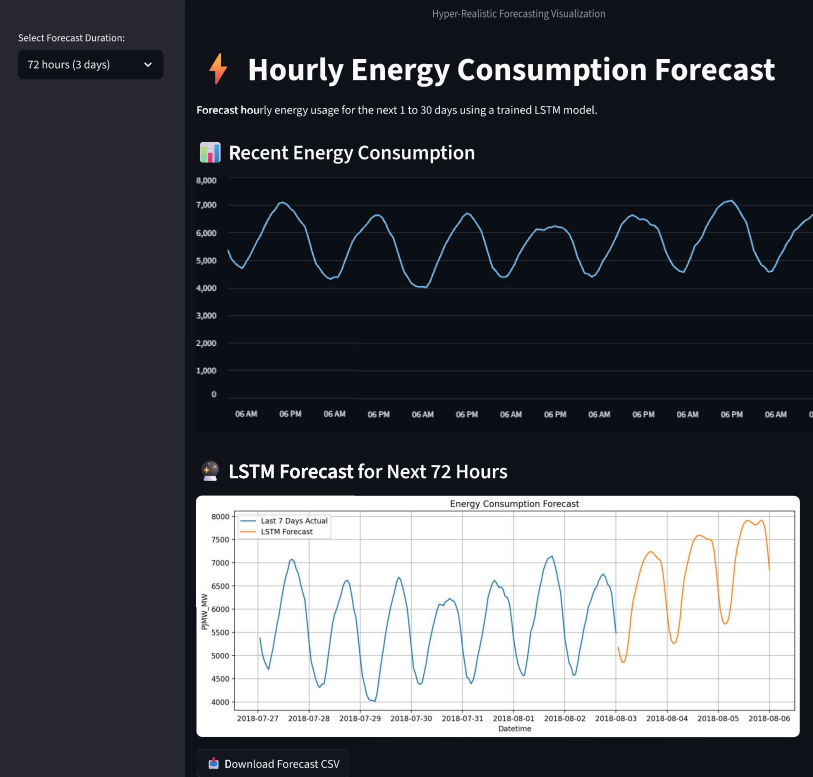 Hyper-Realistic Forecasting Visualization
Select Forecast Duration:
72 hours (3 days)
Hourly Energy Consumption Forecast
Forecast hourly energy usage for the next 1 to 30 days using a trained LSTM model.
Recent Energy Consumption
8,000
7,000
6,000
5,000
4,000
3,000
2,000
1,000
0
06 AM 06 PM 06 AM 06 PM 06 AM 06 PM 06 AM 06 PM 06 AM 06 PM 06 AM 06 PM 06 AM 0
LSTM Forecast for Next 72 Hours
Energy Consumption Forecast
Last 7 Days Actual
LSTM Forecast
8000
7500
7000
6500
6000
5500
5000
4500
4000
PJMW_MW
2018-07-27 2018-07-28 2018-07-29 2018-07-30 2018-07-31 2018-08-01 2018-08-02 2018-08-03 2018-08-04 2018-08-05 2018-08-06
Datetime
Download Forecast CSV